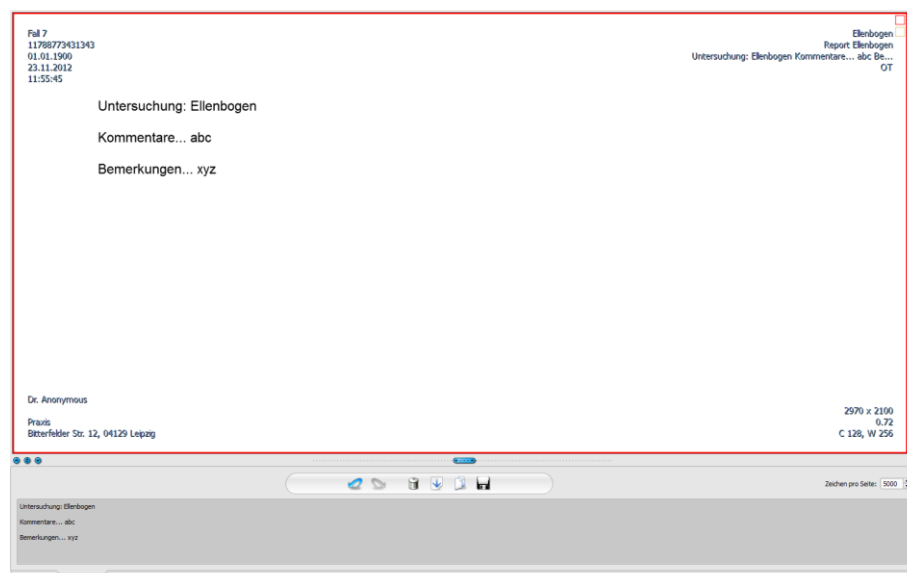 Fall 7
11788773431343
01.01.1900
23.11.2012
11:55:45
Ellenbogen
Report Ellenbogen
Untersuchung: Ellenbogen Kommentare... abc Be...
OT
Untersuchung: Ellenbogen
Kommentare... abc
Bemerkungen... xyz
Dr. Anonymous
Praxis
Bitterfelder Str. 12, 04129 Leipzig
2970 x 2100
0.72
C 128, W 256
Zeichen pro Seite: 5000
Untersuchung: Ellenbogen
Kommentare... abc
Bemerkungen... xyz